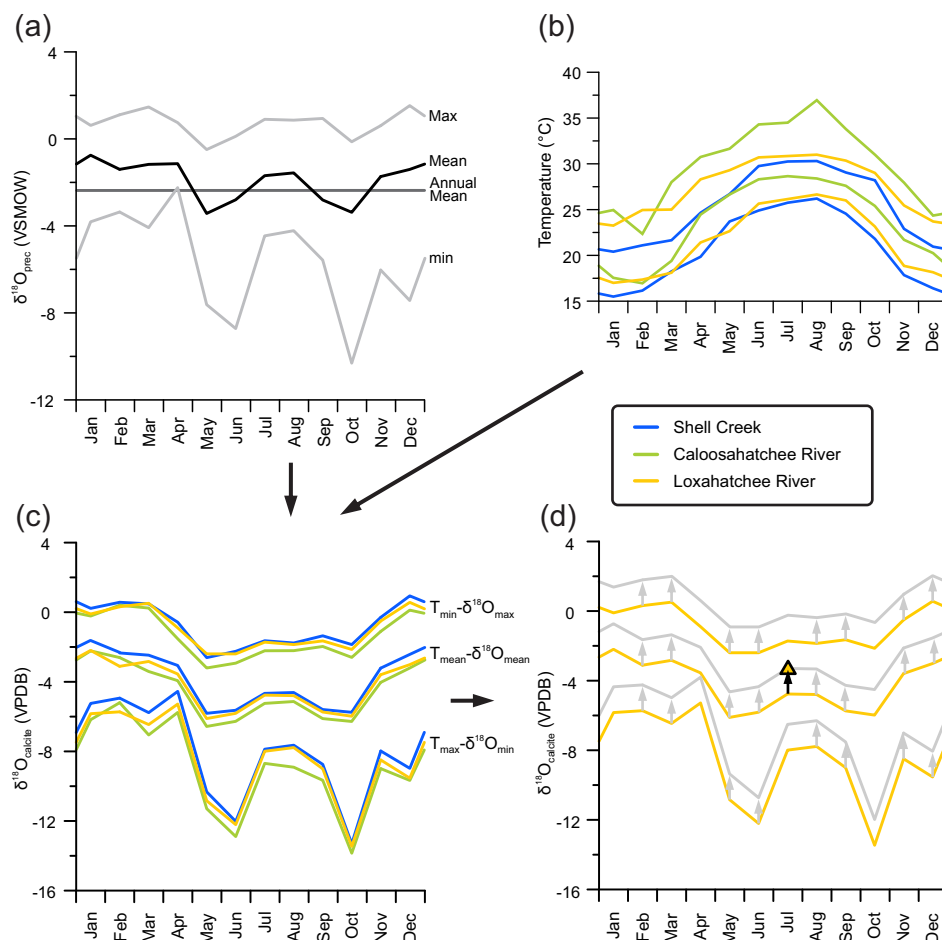 (a)
4
0
-4
-8
-12
δ¹⁸Oprec (VSMOW)
Max
Mean
Annual
Mean
min
Jan
Feb
Mar
Apr
May
Jun
Jul
Aug
Sep
Oct
Nov
Dec
(b)
40
35
30
25
20
15
Temperature (°C)
Jan
Feb
Mar
Apr
May
Jun
Jul
Aug
Sep
Oct
Nov
Dec
Shell Creek
Caloosahatchee River
Loxahatchee River
(c)
4
0
-4
-8
-12
-16
δ¹⁸Ocalcite (VPDB)
Tmin-δ¹⁸Omax
Tmean-δ¹⁸Omean
Tmax-δ¹⁸Omin
Jan
Feb
Mar
Apr
May
Jun
Jul
Aug
Sep
Oct
Nov
Dec
(d)
4
0
-4
-8
-12
-16
δ¹⁸Ocalcite (VPDB)
Jan
Feb
Mar
Apr
May
Jun
Jul
Aug
Sep
Oct
Nov
Dec